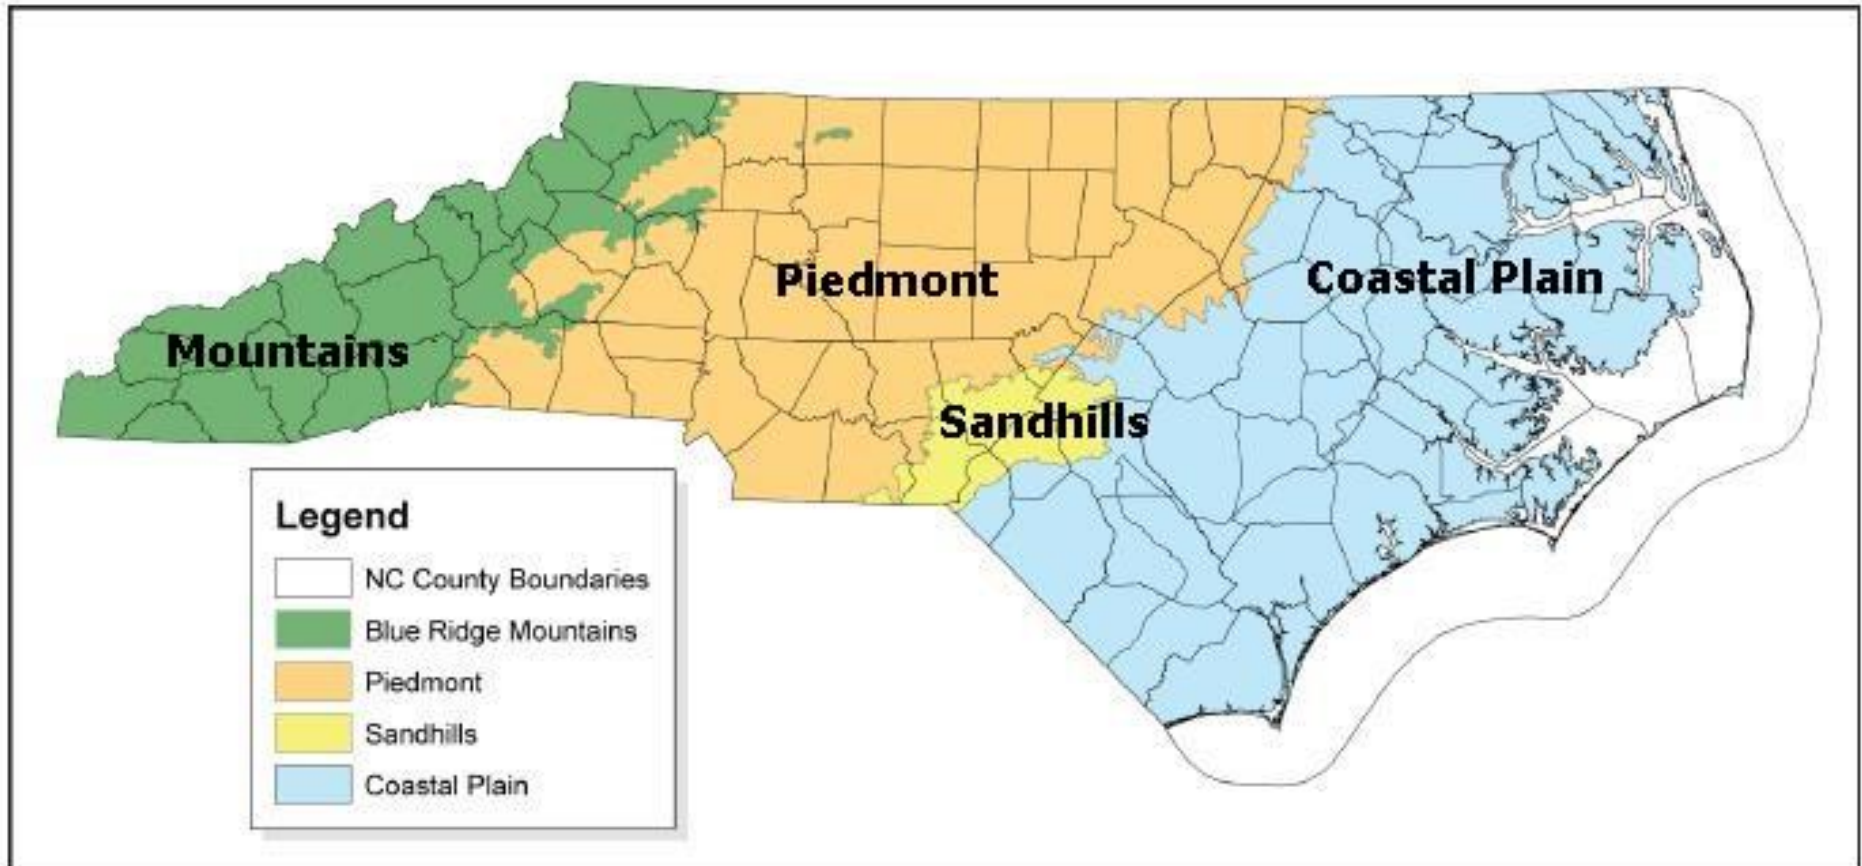 Piedmont
Coastal Plain
Mountains
Sandhills
Legend
NC County Boundaries
Blue Ridge Mountains
Piedmont
Sandhills
Coastal Plain